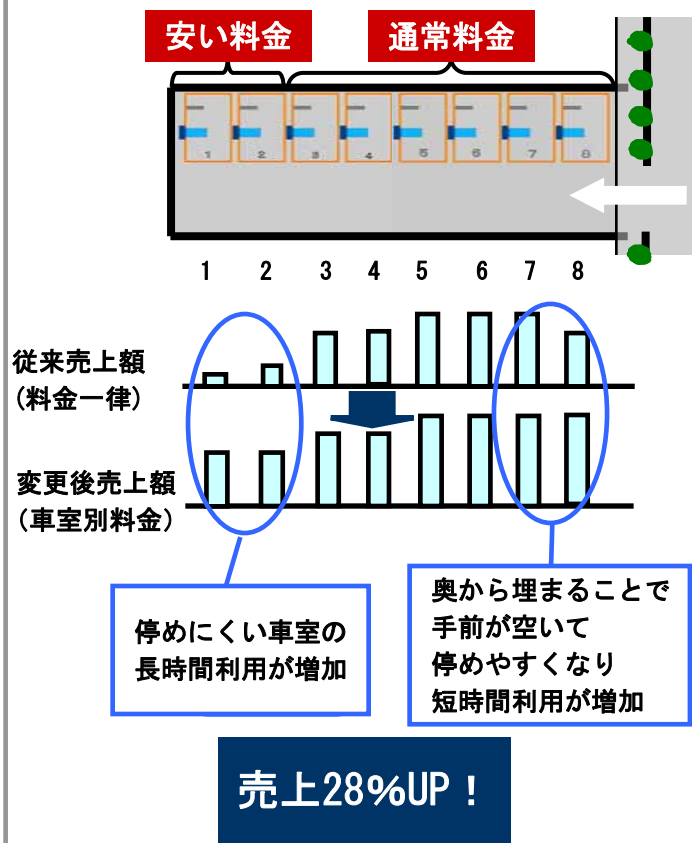 安い料金
通常料金
1 2 3 4 5 6 7 8
1 2 3 4 5 6 7 8
従来売上額
(料金一律)
変更後売上額
(車室別料金)
停めにくい車室の
長時間利用が増加
奥から埋まることで
手前が空いて
停めやすくなり
短時間利用が増加
売上28%UP!